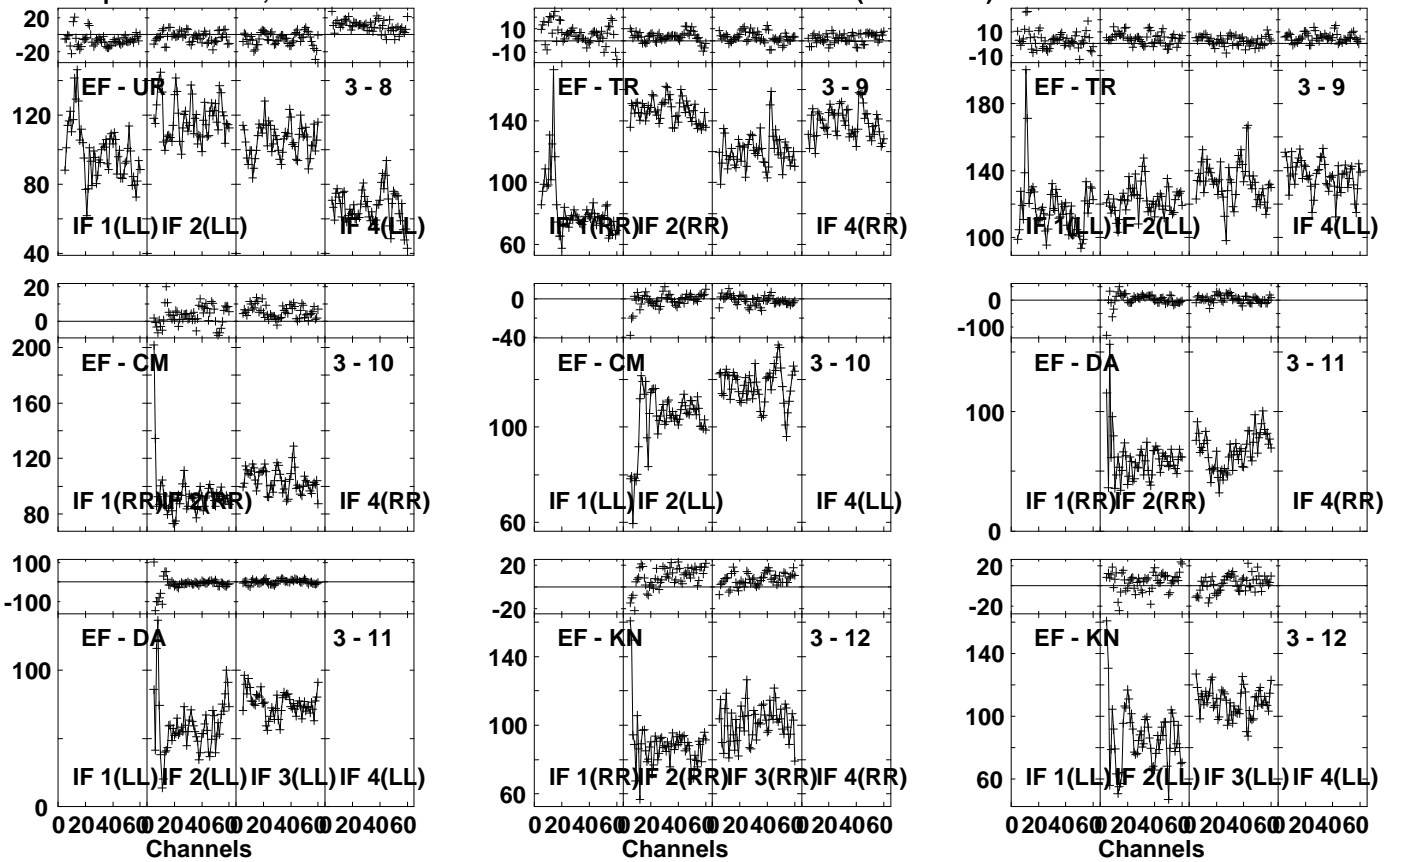 20
-20
EF - UR 3 - 8
120
80
40
IF 1(LL) IF 2(LL) IF 4(LL)
10
-10
EF - TR 3 - 9
140
100
60
IF 1(RR) IF 2(RR) IF 4(RR)
10
-10
EF - TR 3 - 9
180
140
100
IF 1(LL) IF 2(LL) IF 4(LL)
20
0
EF - CM 3 - 10
200
160
120
80
IF 1(RR) IF 2(RR) IF 4(RR)
0
-40
EF - CM 3 - 10
100
60
IF 1(LL) IF 2(LL) IF 4(LL)
0
-100
EF - DA 3 - 11
100
0
IF 1(RR) IF 2(RR) IF 4(RR)
100
-100
EF - DA 3 - 11
100
0
IF 1(LL) IF 2(LL) IF 3(LL) IF 4(LL)
0 20 40 60 0 20 40 60 0 20 40 60 0 20 40 60
Channels
20
-20
EF - KN 3 - 12
140
100
60
IF 1(RR) IF 2(RR) IF 3(RR) IF 4(RR)
0 20 40 60 0 20 40 60 0 20 40 60 0 20 40 60
Channels
20
-20
EF - KN 3 - 12
140
100
60
IF 1(LL) IF 2(LL) IF 3(LL) IF 4(LL)
0 20 40 60 0 20 40 60 0 20 40 60 0 20 40 60
Channels